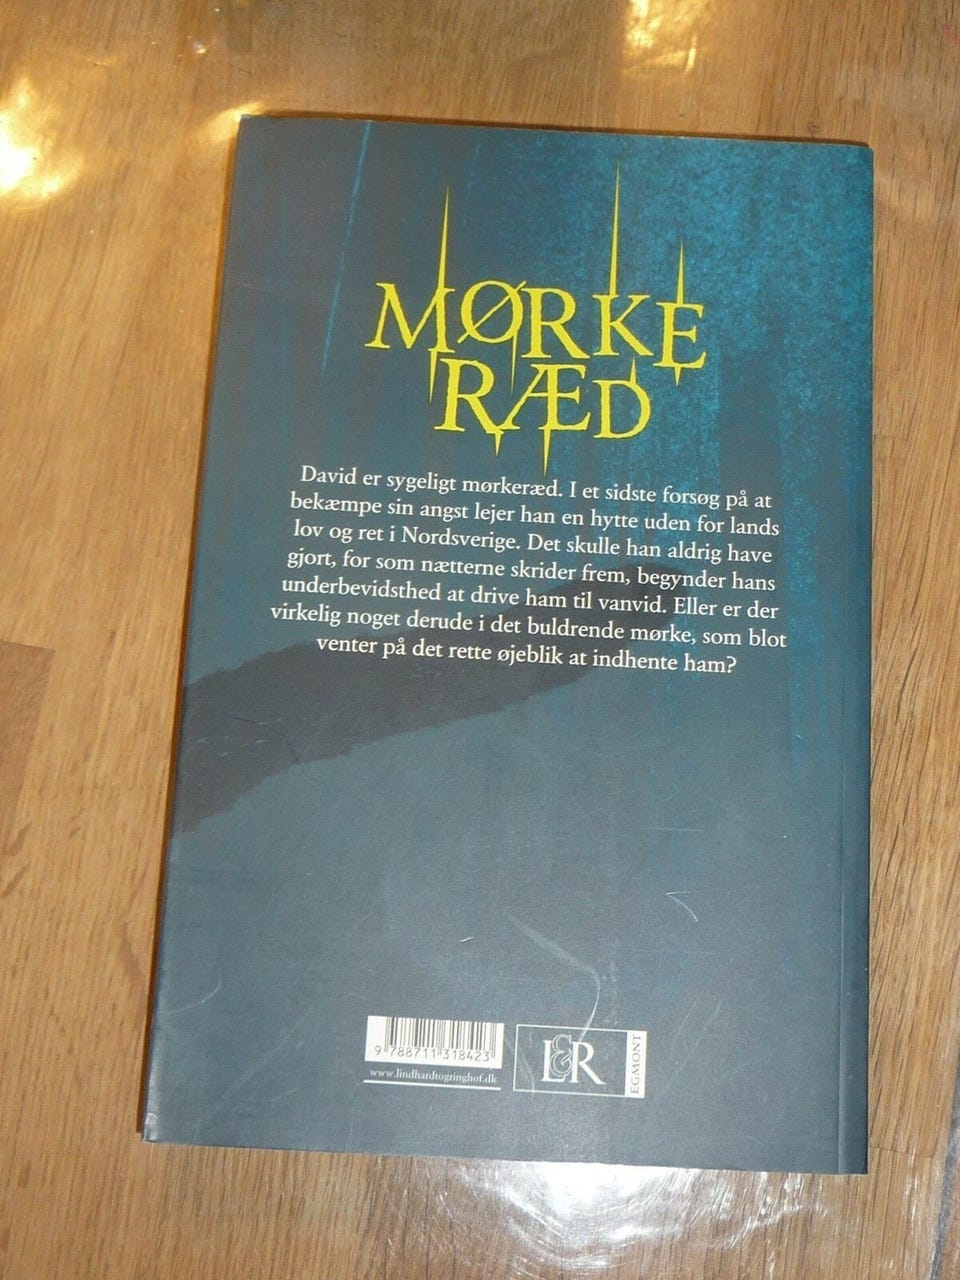 MØRKE
RÆD
David er sygeligt mørkeræd. I et sidste forsøg på at
bekæmpe sin angst lejer han en hytte uden for lands
lov og ret i Nordsverige. Det skulle han aldrig have
gjort, for som nætterne skrider frem, begynder hans
underbevidsthed at drive ham til vanvid. Eller er der
virkelig noget derude i det buldrende mørke, som blot
venter på det rette øjeblik at indhente ham?
9 788711 318423
www.lindhardtogringhof.dk
L&R
EGMONT